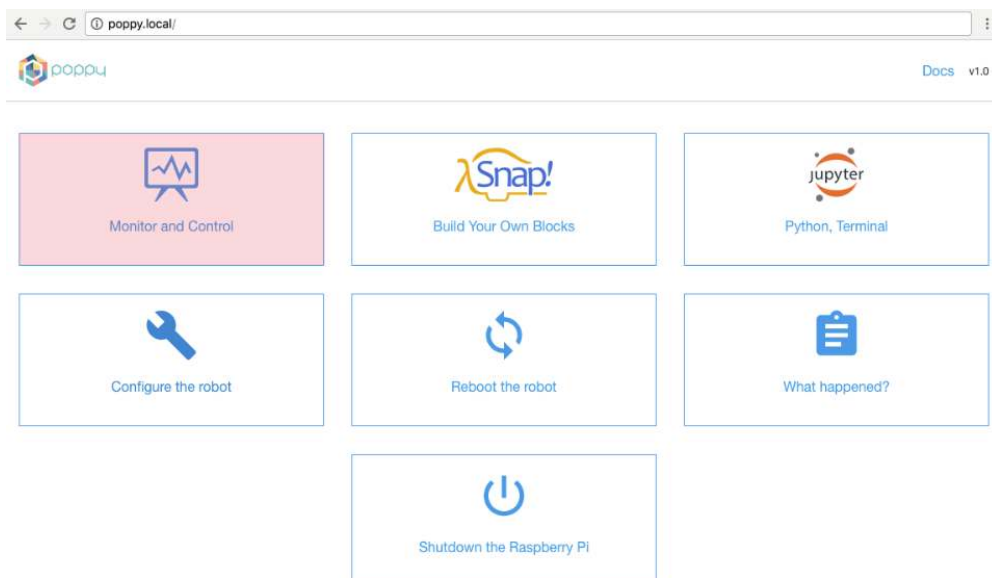 poppy.local/
poppy
Docs v1.0
Monitor and Control
λSnap!
Build Your Own Blocks
jupyter
Python, Terminal
Configure the robot
Reboot the robot
What happened?
Shutdown the Raspberry Pi